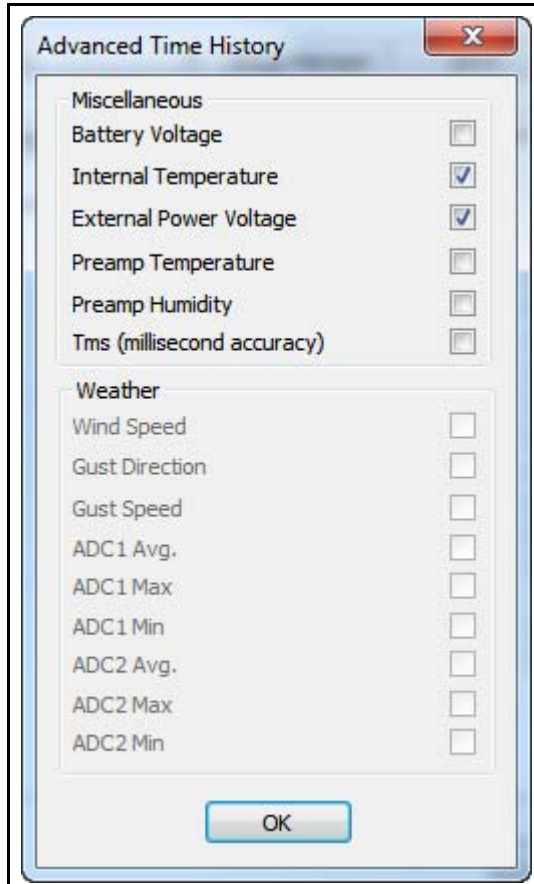 Advanced Time History
Miscellaneous
Battery Voltage
Internal Temperature
External Power Voltage
Preamp Temperature
Preamp Humidity
Tms (millisecond accuracy)
Weather
Wind Speed
Gust Direction
Gust Speed
ADC1 Avg.
ADC1 Max
ADC1 Min
ADC2 Avg.
ADC2 Max
ADC2 Min
OK